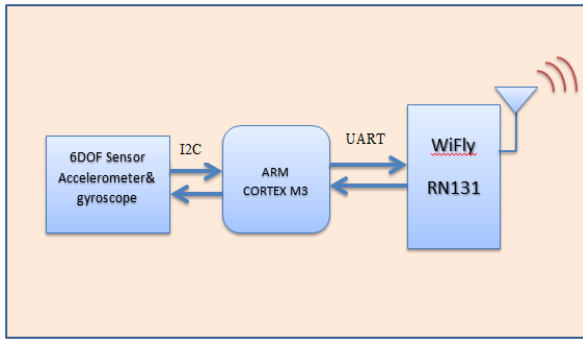 6DOF Sensor
Accelerometer&
gyroscope
I2C
ARM
CORTEX M3
UART
WiFly
RN131